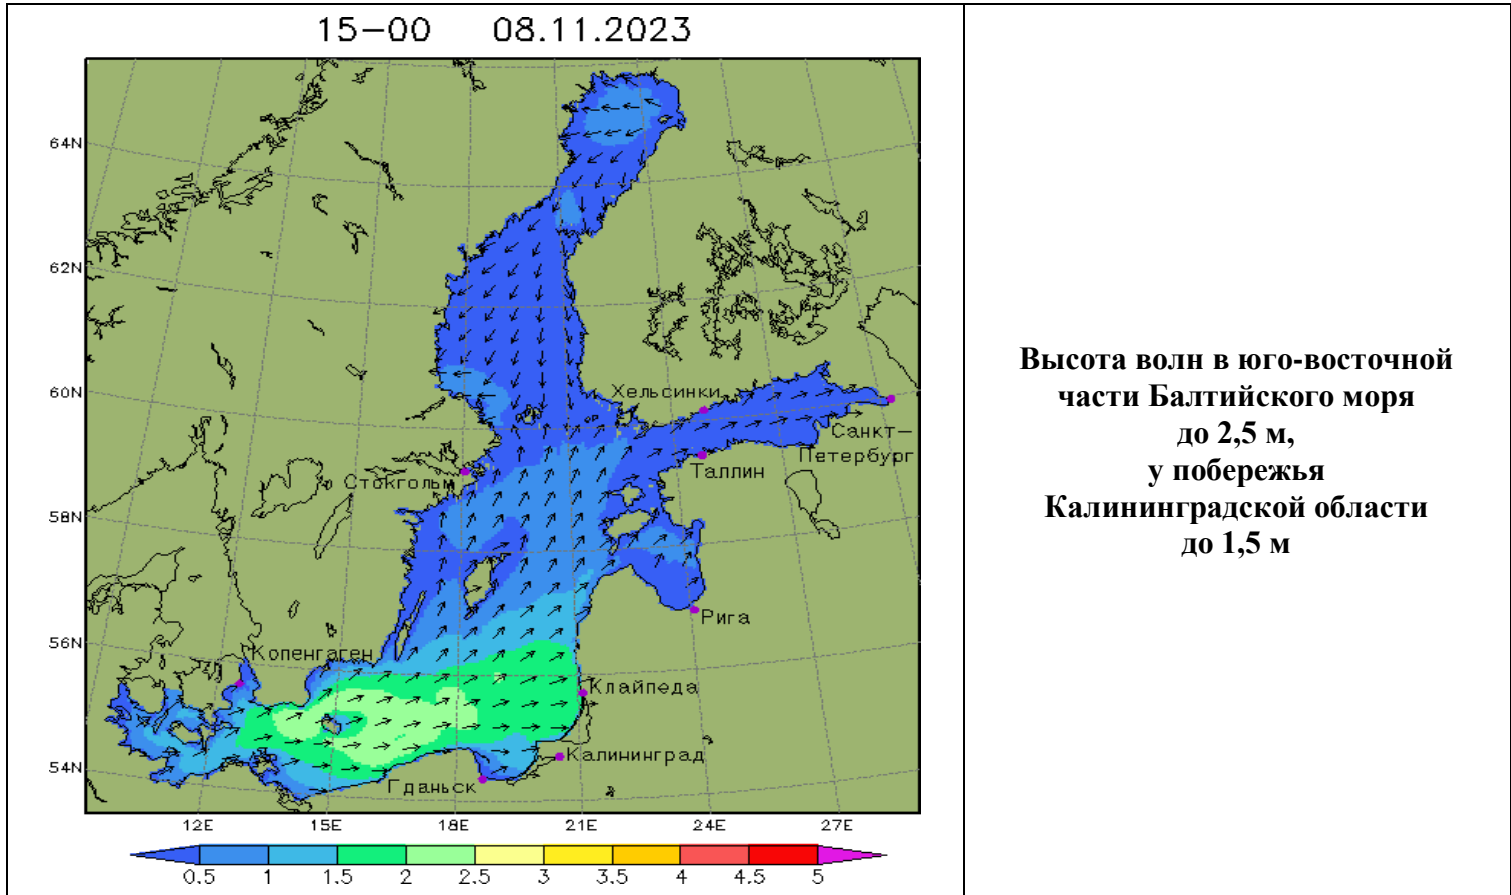 15-00 08.11.2023
64N
62N
60N
58N
56N
54N
Хельсинки
Санкт-
Петербург
Таллин
Стокгольм
Рига
Копенгаген
Клайпеда
Калининград
Гданьск
12E 15E 18E 21E 24E 27E
0.5 1 1.5 2 2.5 3 3.5 4 4.5 5
Высота волн в юго-восточной
части Балтийского моря
до 2,5 м,
у побережья
Калининградской области
до 1,5 м